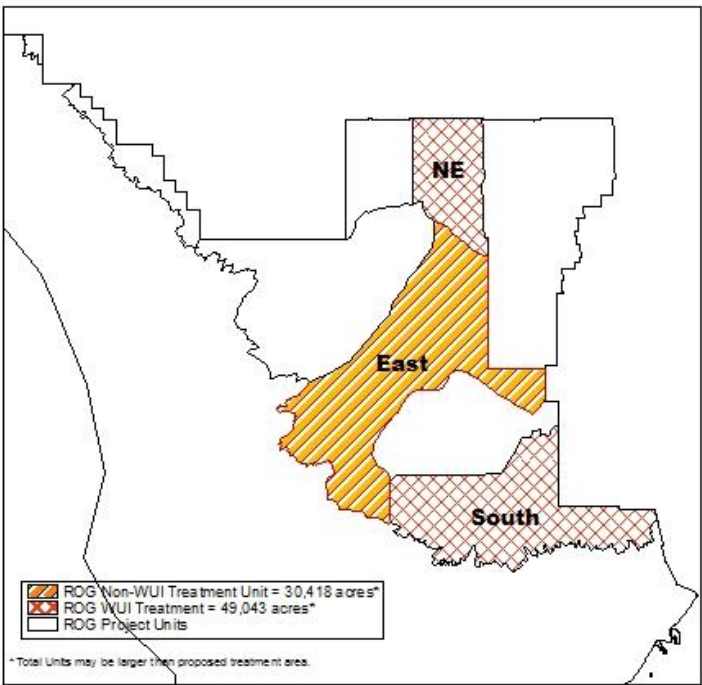 NE
East
South
ROG Non-WUI Treatment Unit = 30,418 acres*
ROG WUI Treatment = 49,043 acres*
ROG Project Units
* Total Units may be larger than proposed treatment area.